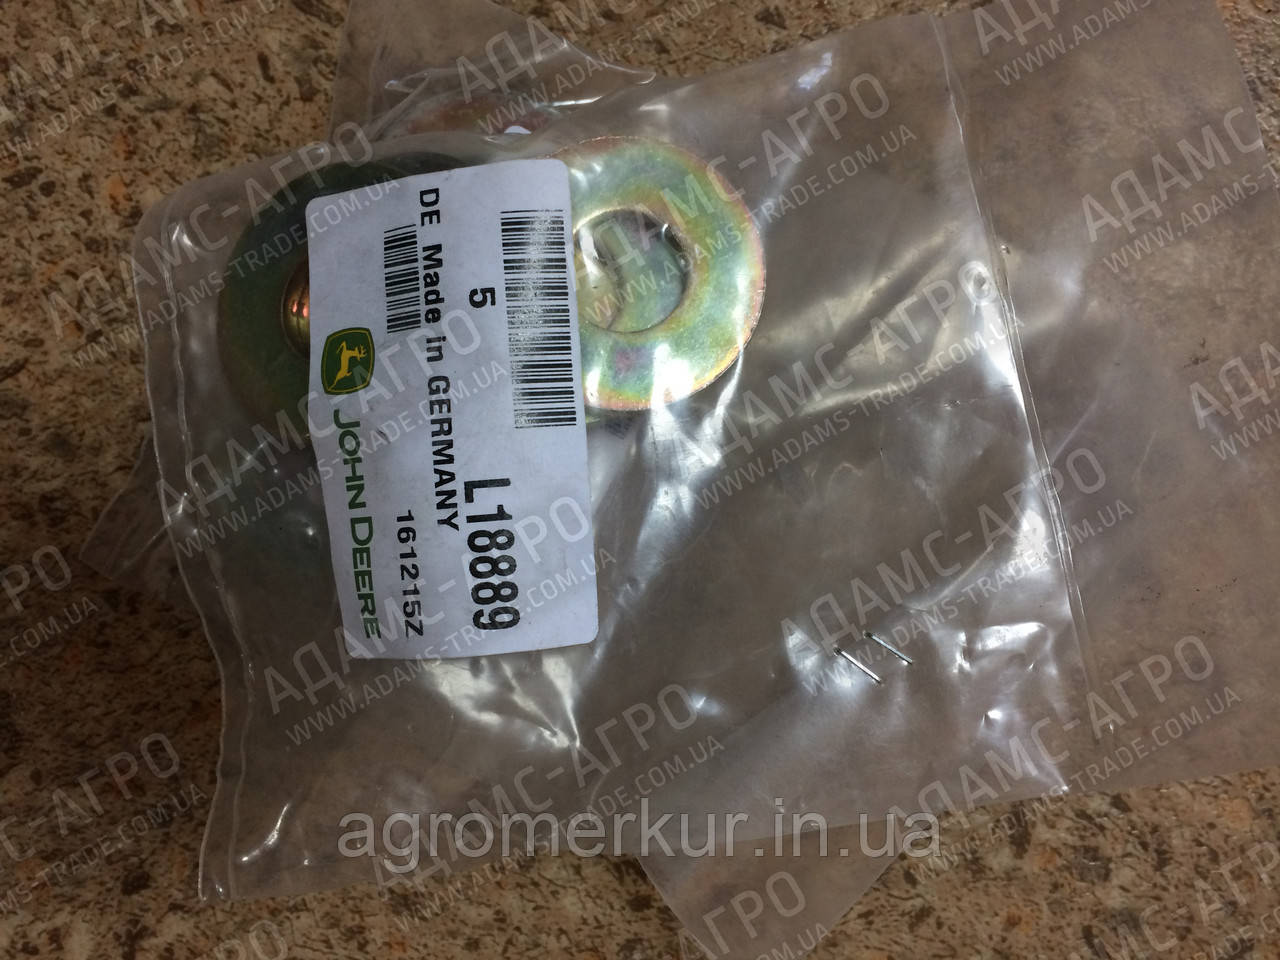 5
L18889
DE Made in GERMANY
161215Z
JOHN DEERE
agromerkur.in.ua
АДАМС-АГРО
WWW.ADAMS-TRADE.COM.UA